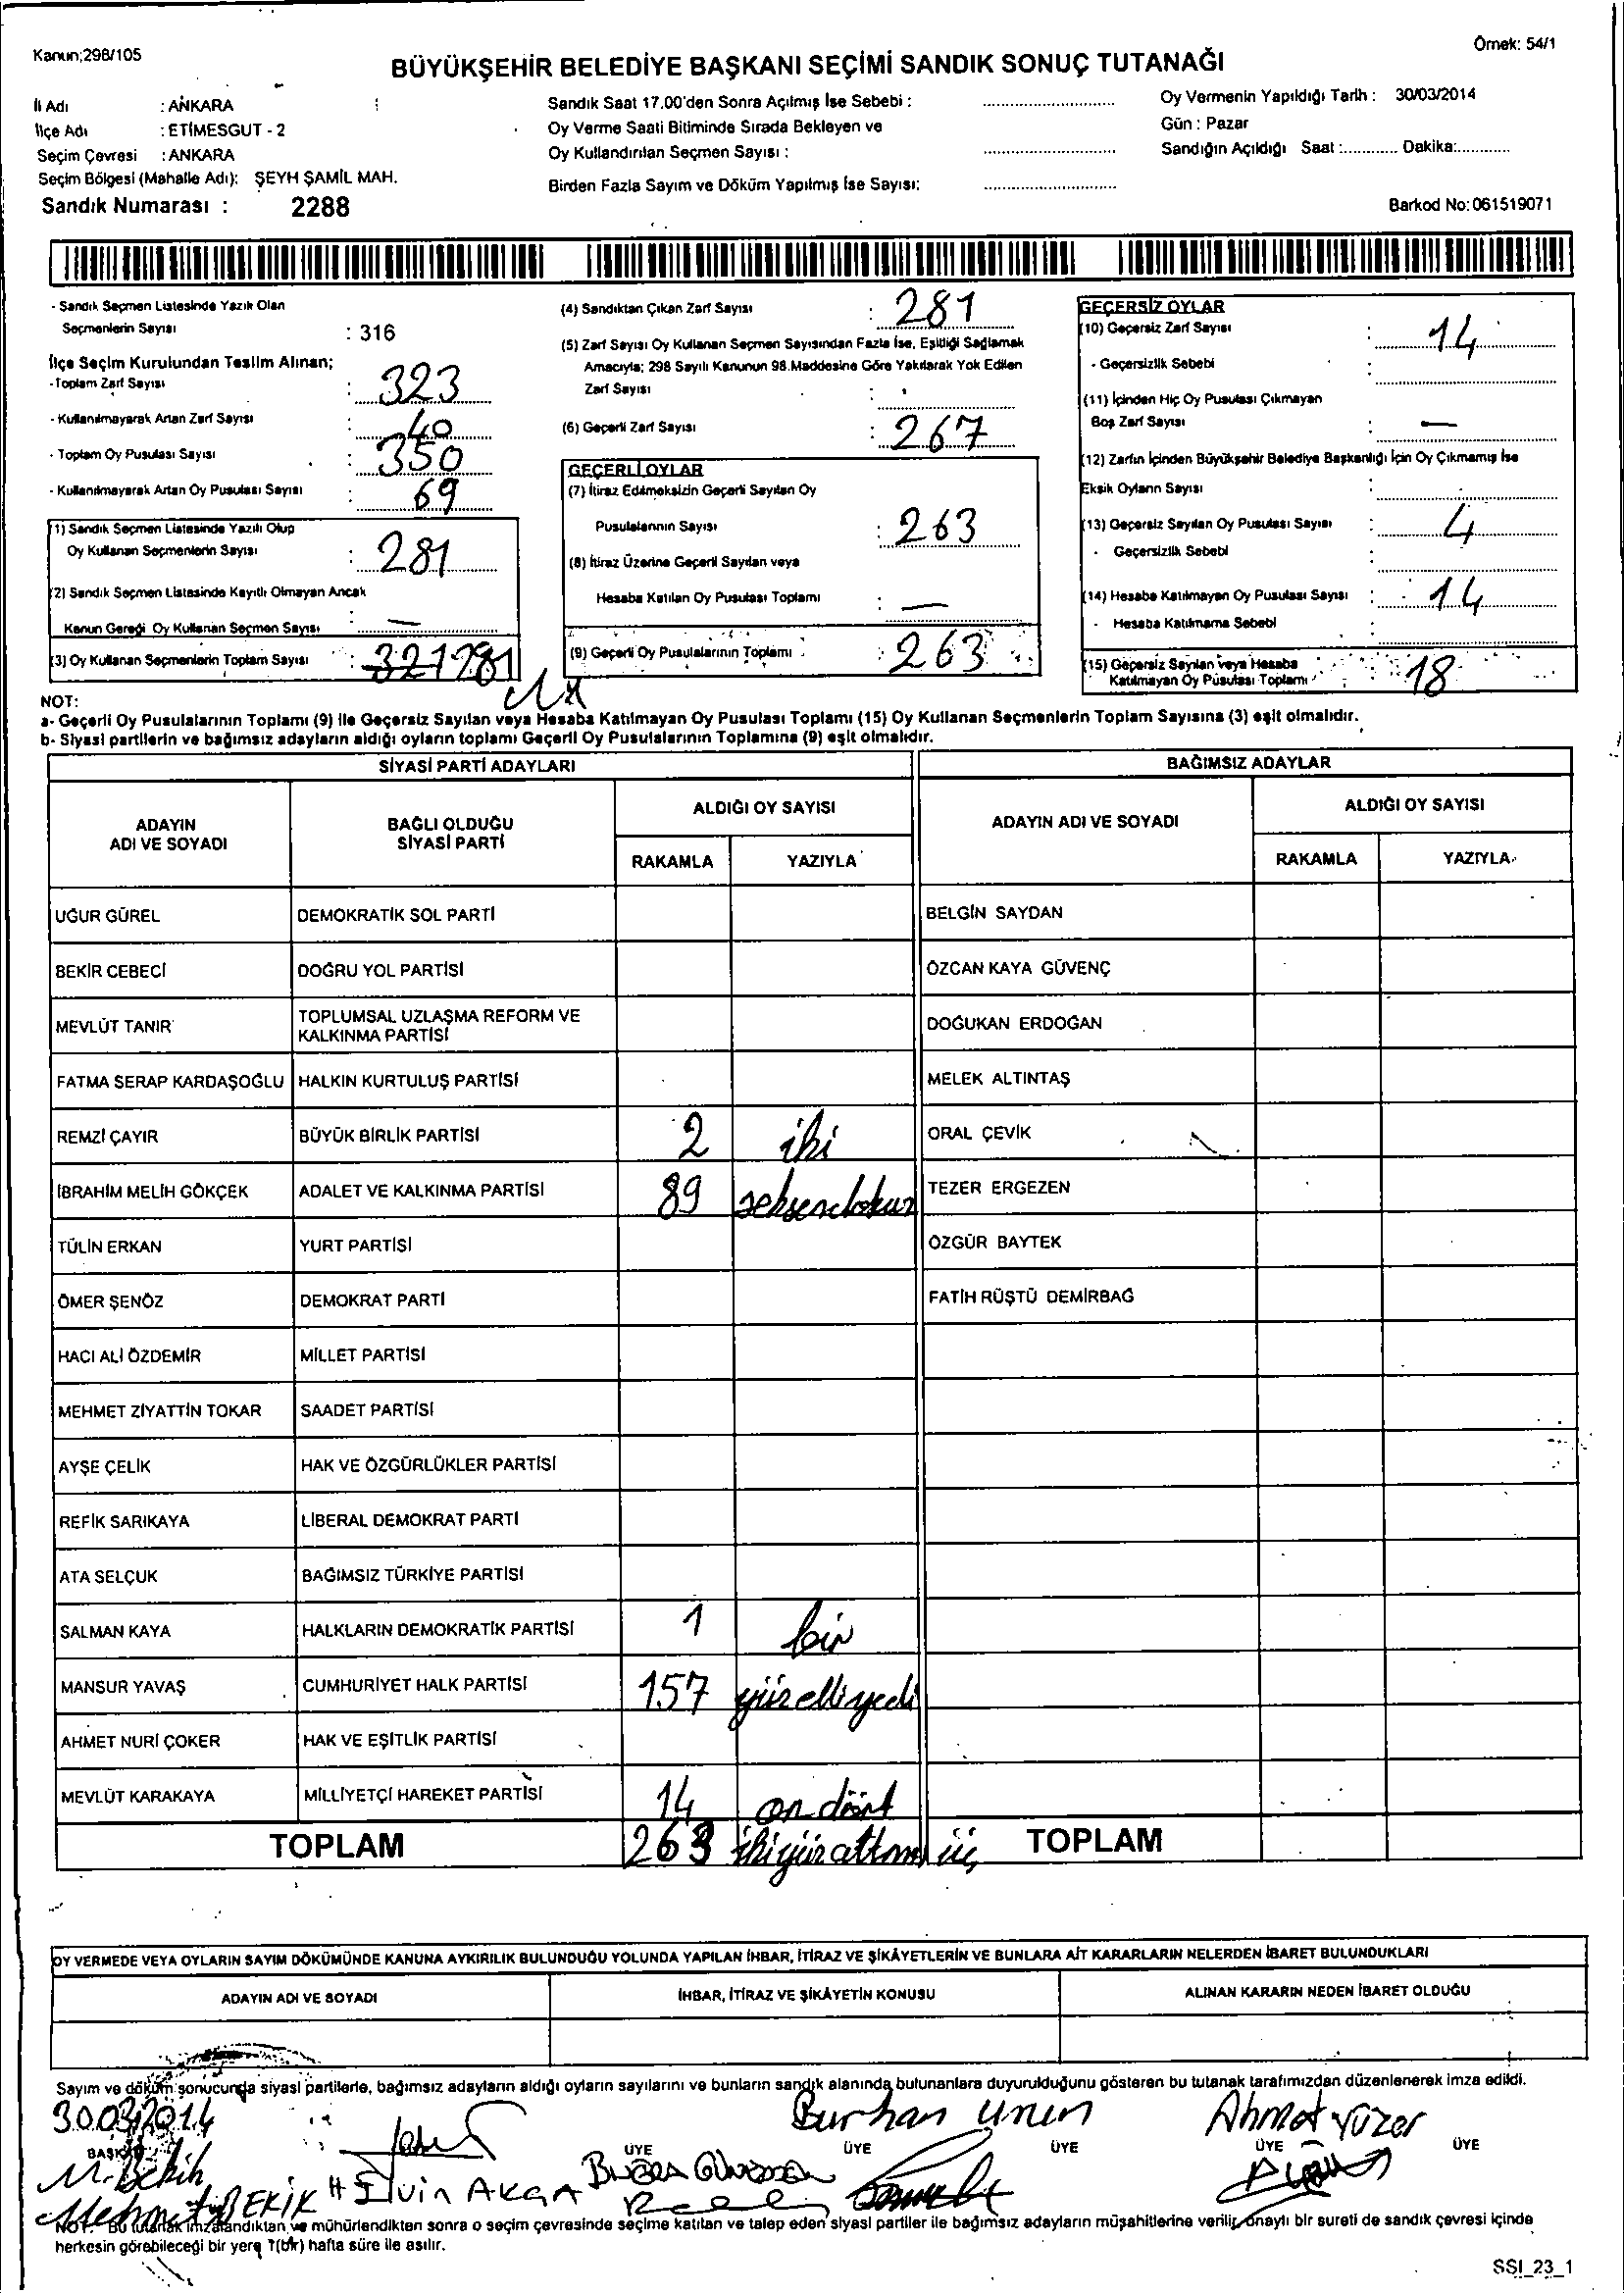 Kanun;298/105
Örnek: 54/1
BÜYÜKŞEHİR BELEDİYE BAŞKANI SEÇİMİ SANDIK SONUÇ TUTANAĞI
İl Adı : ANKARA
İlçe Adı : ETİMESGUT - 2
Seçim Çevresi : ANKARA
Seçim Bölgesi (Mahalle Adı): ŞEYH ŞAMİL MAH.
Sandık Numarası : 2288
Sandık Saat 17.00'den Sonra Açılmış İse Sebebi :
Oy Verme Saati Bitiminde Sırada Bekleyen ve
Oy Kullandırılan Seçmen Sayısı :
Birden Fazla Sayım ve Döküm Yapılmış İse Sayısı:
Oy Vermenin Yapıldığı Tarih : 30/03/2014
Gün : Pazar
Sandığın Açıldığı Saat :............ Dakika:............
Barkod No:061519071
- Sandık Seçmen Listesinde Yazılı Olan
Seçmenlerin Sayısı : 316
İlçe Seçim Kurulundan Teslim Alınan;
- Toplam Zarf Sayısı : 323
- Kullanılmayarak Artan Zarf Sayısı : 40
- Toplam Oy Pusulası Sayısı : 350
- Kullanılmayarak Artan Oy Pusulası Sayısı : 69
(1) Sandık Seçmen Listesinde Yazılı Olup
Oy Kullanan Seçmenlerin Sayısı : 281
(2) Sandık Seçmen Listesinde Kayıtlı Olmayan Ancak
Kanun Gereği Oy Kullanan Seçmen Sayısı : —
(3) Oy Kullanan Seçmenlerin Toplam Sayısı : 321 281
(4) Sandıktan Çıkan Zarf Sayısı : 281
(5) Zarf Sayısı Oy Kullanan Seçmen Sayısından Fazla İse, Eşitliği Sağlamak
Amacıyla; 298 Sayılı Kanunun 98.Maddesine Göre Yakılarak Yok Edilen
Zarf Sayısı :
(6) Geçerli Zarf Sayısı : 267
GEÇERLİ OYLAR
(7) İtiraz Edilmeksizin Geçerli Sayılan Oy
Pusulalarının Sayısı : 263
(8) İtiraz Üzerine Geçerli Sayılan veya
Hesaba Katılan Oy Pusulası Toplamı : —
(9) Geçerli Oy Pusulalarının Toplamı : 263
GEÇERSİZ OYLAR
(10) Geçersiz Zarf Sayısı : 14
- Geçersizlik Sebebi :
(11) İçinden Hiç Oy Pusulası Çıkmayan
Boş Zarf Sayısı : —
(12) Zarfın İçinden Büyükşehir Belediye Başkanlığı İçin Oy Çıkmamış İse
Eksik Oyların Sayısı :
(13) Geçersiz Sayılan Oy Pusulası Sayısı : 4
- Geçersizlik Sebebi :
(14) Hesaba Katılmayan Oy Pusulası Sayısı : 14
- Hesaba Katılmama Sebebi :
(15) Geçersiz Sayılan veya Hesaba
Katılmayan Oy Pusulası Toplamı : 18
NOT:
a- Geçerli Oy Pusulalarının Toplamı (9) ile Geçersiz Sayılan veya Hesaba Katılmayan Oy Pusulası Toplamı (15) Oy Kullanan Seçmenlerin Toplam Sayısına (3) eşit olmalıdır.
b- Siyasi partilerin ve bağımsız adayların aldığı oyların toplamı Geçerli Oy Pusulalarının Toplamına (9) eşit olmalıdır.
SİYASİ PARTİ ADAYLARI
BAĞIMSIZ ADAYLAR
ADAYIN ADI VE SOYADI
BAĞLI OLDUĞU SİYASİ PARTİ
ALDIĞI OY SAYISI
RAKAMLA YAZIYLA
ADAYIN ADI VE SOYADI
ALDIĞI OY SAYISI
RAKAMLA YAZIYLA
UĞUR GÜREL DEMOKRATİK SOL PARTİ BELGİN SAYDAN
BEKİR CEBECİ DOĞRU YOL PARTİSİ ÖZCAN KAYA GÜVENÇ
MEVLÜT TANIR TOPLUMSAL UZLAŞMA REFORM VE KALKINMA PARTİSİ DOĞUKAN ERDOĞAN
FATMA SERAP KARDAŞOĞLU HALKIN KURTULUŞ PARTİSİ MELEK ALTINTAŞ
REMZİ ÇAYIR BÜYÜK BİRLİK PARTİSİ 2 iki ORAL ÇEVİK
İBRAHİM MELİH GÖKÇEK ADALET VE KALKINMA PARTİSİ 89 seksendokuz TEZER ERGEZEN
TÜLİN ERKAN YURT PARTİSİ ÖZGÜR BAYTEK
ÖMER ŞENÖZ DEMOKRAT PARTİ FATİH RÜŞTÜ DEMİRBAĞ
HACI ALİ ÖZDEMİR MİLLET PARTİSİ
MEHMET ZİYATTİN TOKAR SAADET PARTİSİ
AYŞE ÇELİK HAK VE ÖZGÜRLÜKLER PARTİSİ
REFİK SARIKAYA LİBERAL DEMOKRAT PARTİ
ATA SELÇUK BAĞIMSIZ TÜRKİYE PARTİSİ
SALMAN KAYA HALKLARIN DEMOKRATİK PARTİSİ 1 bir
MANSUR YAVAŞ CUMHURİYET HALK PARTİSİ 157 yüzelliyedi
AHMET NURİ ÇOKER HAK VE EŞİTLİK PARTİSİ
MEVLÜT KARAKAYA MİLLİYETÇİ HAREKET PARTİSİ 14 on dört
TOPLAM 263 ikiyüzaltmış üç TOPLAM
OY VERMEDE VEYA OYLARIN SAYIM DÖKÜMÜNDE KANUNA AYKIRILIK BULUNDUĞU YOLUNDA YAPILAN İHBAR, İTİRAZ VE ŞİKÂYETLERİN VE BUNLARA AİT KARARLARIN NELERDEN İBARET BULUNDUKLARI
ADAYIN ADI VE SOYADI İHBAR, İTİRAZ VE ŞİKÂYETİN KONUSU ALINAN KARARIN NEDEN İBARET OLDUĞU
Sayım ve döküm sonucunda siyasi partilerle, bağımsız adayların aldığı oyların sayılarını ve bunların sandık alanında bulunanlara duyurulduğunu gösteren bu tutanak tarafımızdan düzenlenerek imza edildi.
30.03.2014 Burhan Ahmet Yüzer
BAŞKAN ÜYE ÜYE ÜYE ÜYE ÜYE
M. Bekik
Mehmet BEKİK Elvin AKÇA
NOT: Bu tutanak imzalandıktan ve mühürlendikten sonra o seçim çevresinde seçime katılan ve talep eden siyasi partiler ile bağımsız adayların müşahitlerine verilir, onaylı bir sureti de sandık çevresi içinde
herkesin görebileceği bir yere 1(bir) hafta süre ile asılır.
SSI_23_1